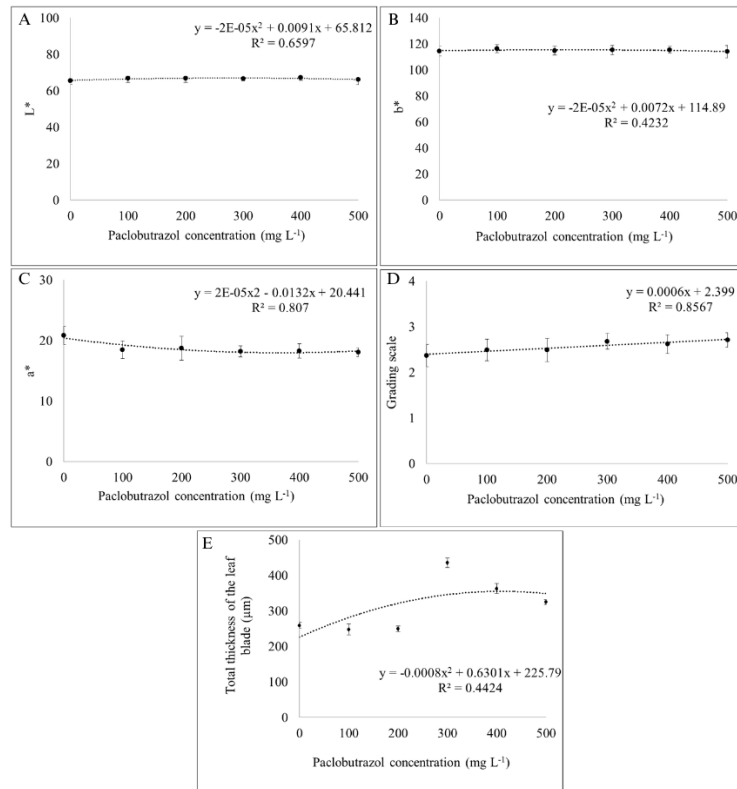 A
y = -2E-05x² + 0.0091x + 65.812
R² = 0.6597
100
80
60
40
20
0
L*
0 100 200 300 400 500
Paclobutrazol concentration (mg L⁻¹)
B
140
120
100
80
60
40
20
0
b*
y = -2E-05x² + 0.0072x + 114.89
R² = 0.4232
0 100 200 300 400 500
Paclobutrazol concentration (mg L⁻¹)
C
y = 2E-05x2 - 0.0132x + 20.441
R² = 0.807
30
20
10
0
a*
0 100 200 300 400 500
Paclobutrazol concentration (mg L⁻¹)
D
y = 0.0006x + 2.399
R² = 0.8567
4
3
2
1
0
Grading scale
0 100 200 300 400 500
Paclobutrazol concentration (mg L⁻¹)
E
500
400
300
200
100
0
Total thickness of the leaf
blade (µm)
y = -0.0008x² + 0.6301x + 225.79
R² = 0.4424
0 100 200 300 400 500
Paclobutrazol concentration (mg L⁻¹)